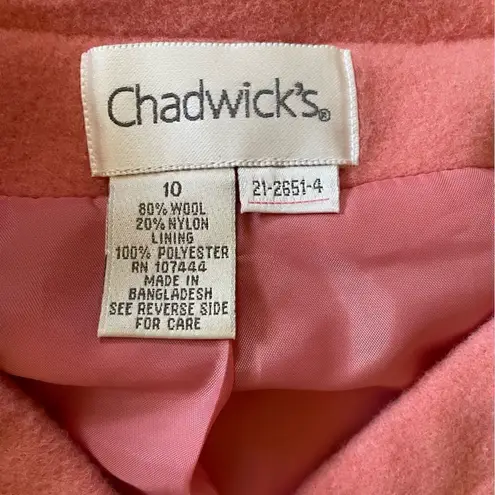 Chadwick's®
10
80% WOOL
20% NYLON
LINING
100% POLYESTER
RN 107444
MADE IN
BANGLADESH
SEE REVERSE SIDE
FOR CARE
21-2651-4